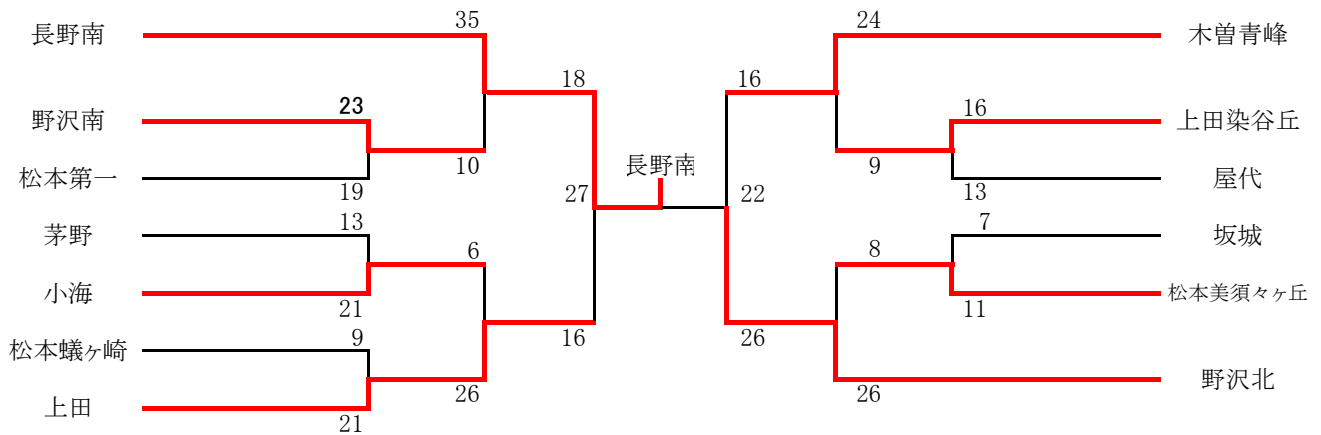 35 24
長野南 木曽青峰
18 16
野沢南 23 16 上田染谷丘
10 長野南 9
松本第一 19 13 屋代
27 22
茅野 13 7 坂城
6 8
小海 21 11 松本美須々ヶ丘
松本蟻ヶ崎 9 16 26
26 26 野沢北
上田 21